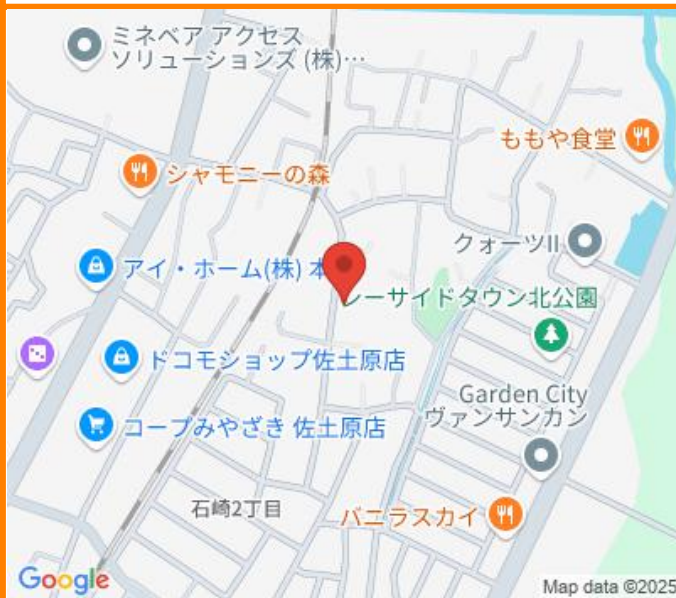 ミネベア アクセス
ソリューションズ (株)…
ももや食堂
シャモニーの森
クォーツII
アイ・ホーム(株) 本
シーサイドタウン北公園
ドコモショップ佐土原店
Garden City
ヴァンサンカン
コープみやざき 佐土原店
石崎2丁目
バニラスカイ
Google
Map data ©2025